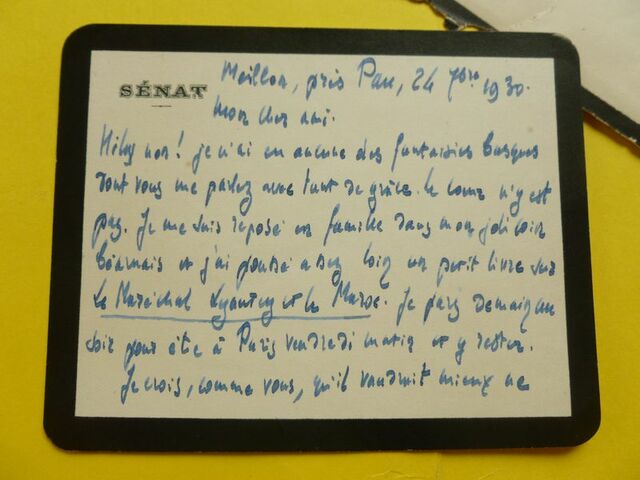 SÉNAT
Meillon, près Pau, 24 7bre 1930.
Mon cher ami.
Hélas non! je n'ai eu aucune des fantaisies basques
dont vous me parlez avec tant de grâce. Le cœur n'y est
pas. Je me suis reposé en famille dans mon joli coin
béarnais et j'ai poussé assez loin un petit livre sur
Le Maréchal Lyautey et le Maroc. Je pars demain
soir pour être à Paris vendredi matin et y rester.
Je crois, comme vous, qu'il vaudrait mieux ne